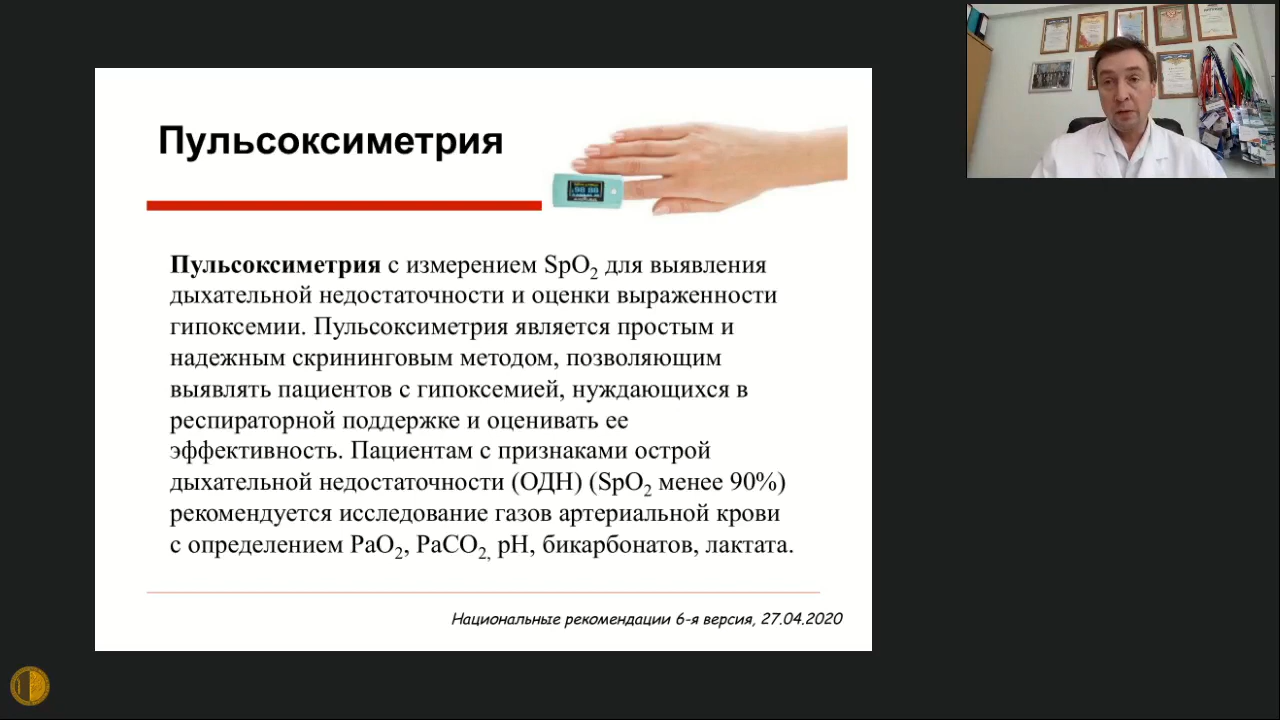 Пульсоксиметрия
Пульсоксиметрия с измерением SpO₂ для выявления
дыхательной недостаточности и оценки выраженности
гипоксемии. Пульсоксиметрия является простым и
надежным скрининговым методом, позволяющим
выявлять пациентов с гипоксемией, нуждающихся в
респираторной поддержке и оценивать ее
эффективность. Пациентам с признаками острой
дыхательной недостаточности (ОДН) (SpO₂ менее 90%)
рекомендуется исследование газов артериальной крови
с определением PaO₂, PaCO₂, pH, бикарбонатов, лактата.
Национальные рекомендации 6-я версия, 27.04.2020